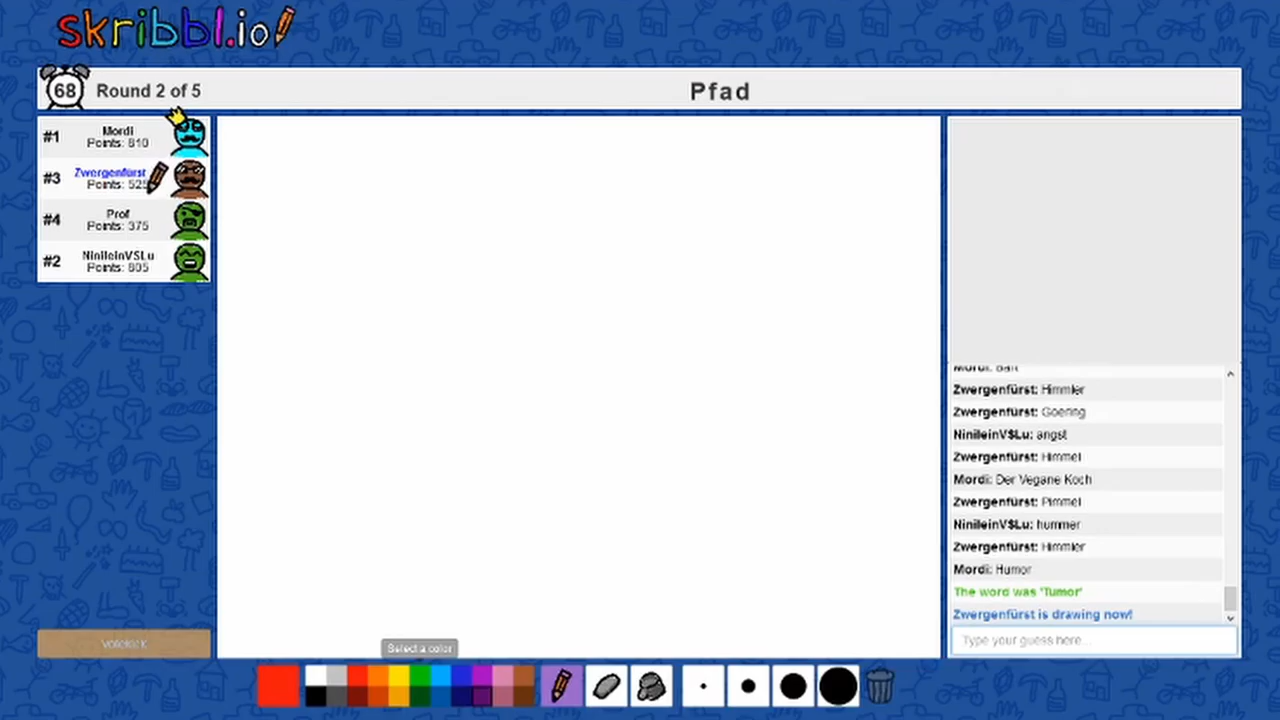 skribbl.io
68
Round 2 of 5
Pfad
#1
Mordi
Points: 810
#3
Zwergenfürst
Points: 525
#4
Prof
Points: 375
#2
NinileinV$Lu
Points: 805
Zwergenfürst: Himmler
Zwergenfürst: Goering
NinileinV$Lu: angst
Zwergenfürst: Himmel
Mordi: Der Vegane Koch
Zwergenfürst: Pimmel
NinileinV$Lu: hummer
Zwergenfürst: Himmler
Mordi: Humor
The word was 'Tumor'
Zwergenfürst is drawing now!
Type your guess here...
Votekick
Select a color